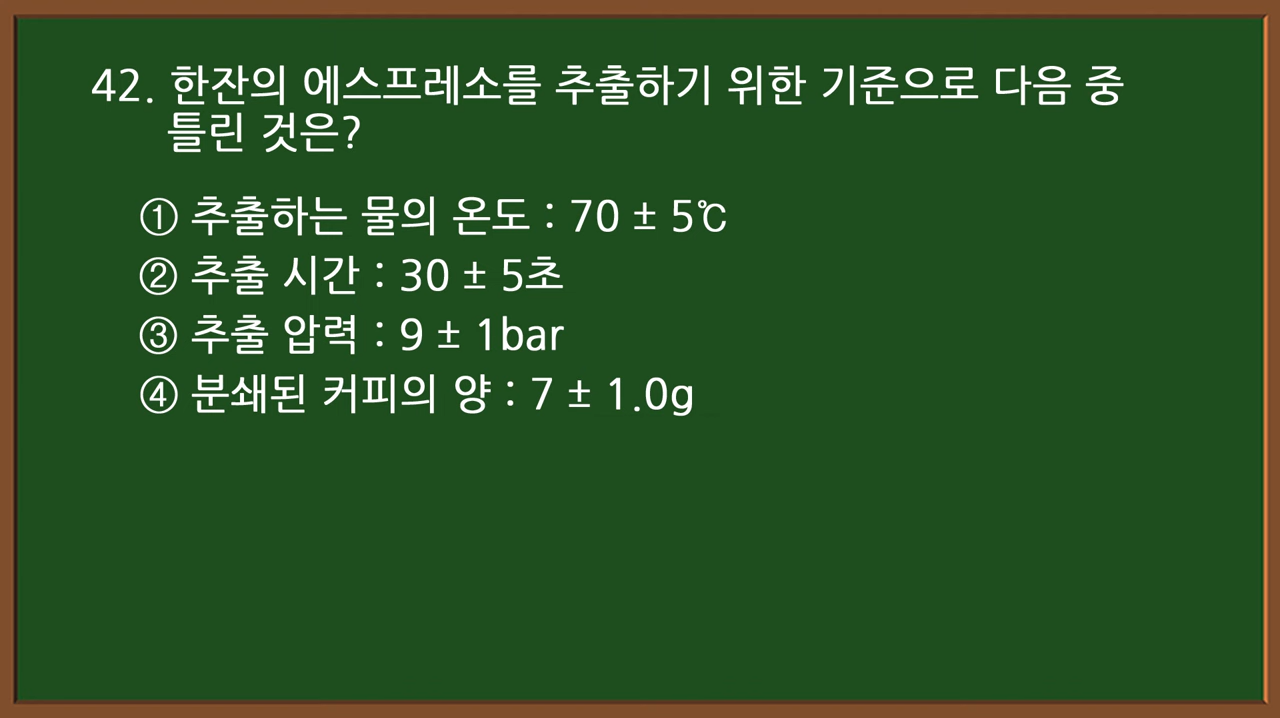 42. 한잔의 에스프레소를 추출하기 위한 기준으로 다음 중
틀린 것은?
① 추출하는 물의 온도 : 70 ± 5℃
② 추출 시간 : 30 ± 5초
③ 추출 압력 : 9 ± 1bar
④ 분쇄된 커피의 양 : 7 ± 1.0g